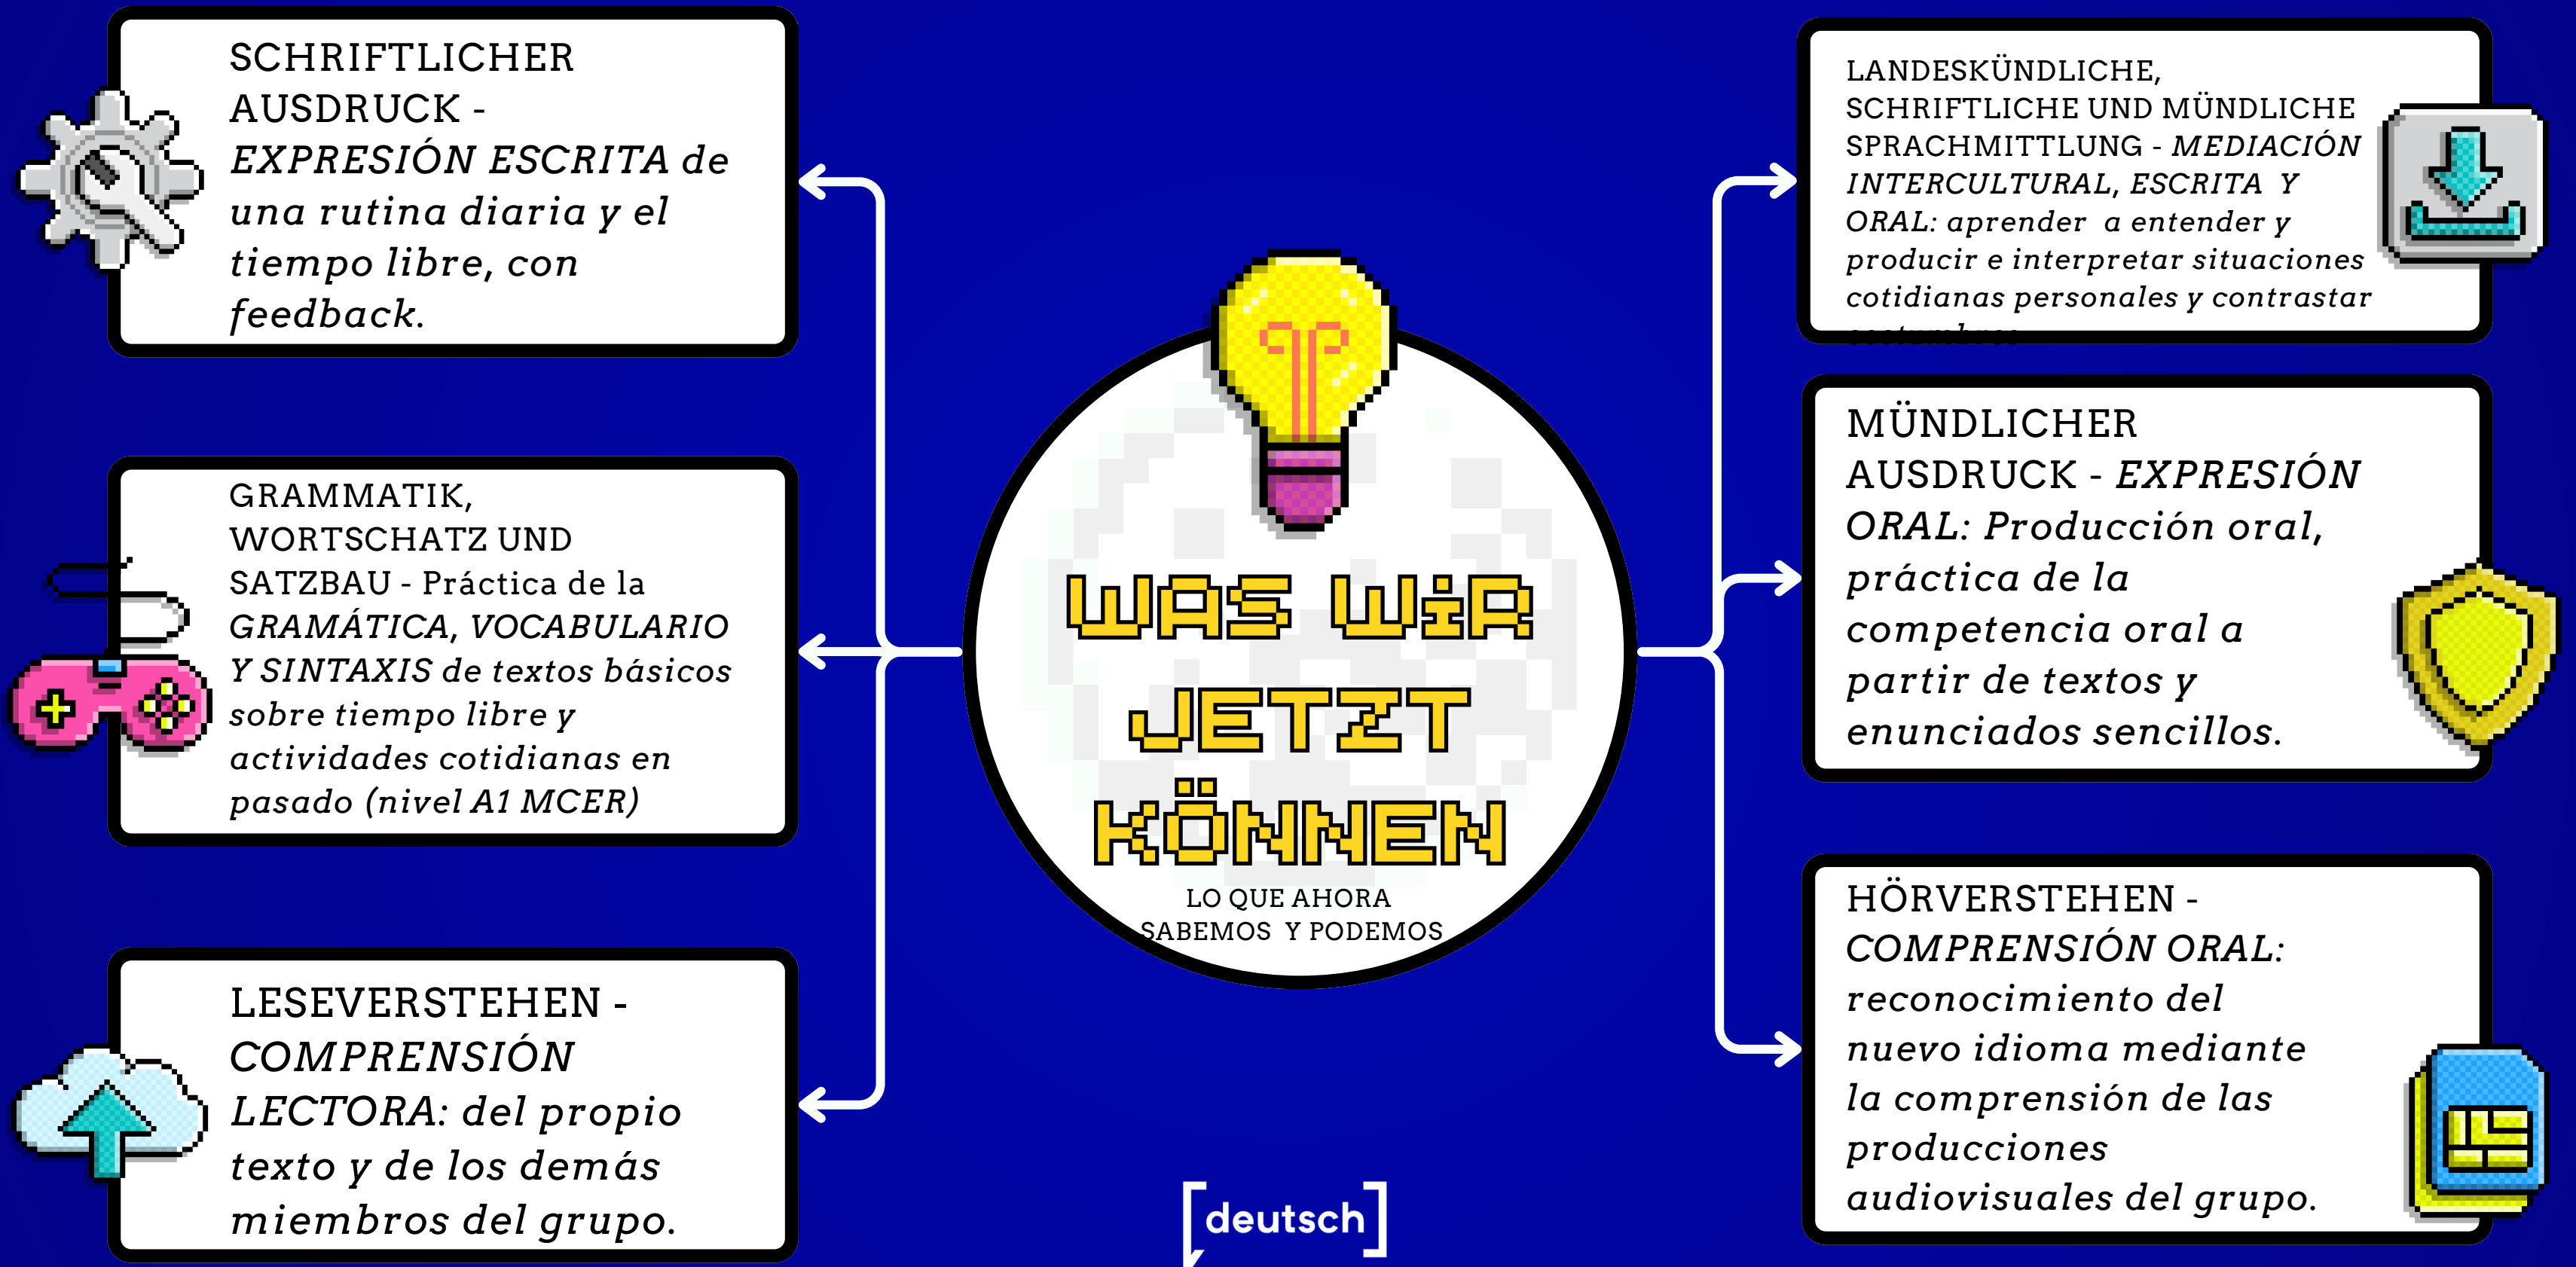 SCHRIFTLICHER
AUSDRUCK -
EXPRESIÓN ESCRITA de
una rutina diaria y el
tiempo libre, con
feedback.
GRAMMATIK,
WORTSCHATZ UND
SATZBAU - Práctica de la
GRAMÁTICA, VOCABULARIO
Y SINTAXIS de textos básicos
sobre tiempo libre y
actividades cotidianas en
pasado (nivel A1 MCER)
LESEVERSTEHEN -
COMPRENSIÓN
LECTORA: del propio
texto y de los demás
miembros del grupo.
WAS WiR
JETZT
KÖNNEN
LO QUE AHORA
SABEMOS Y PODEMOS
deutsch
LANDESKÜNDLICHE,
SCHRIFTLICHE UND MÜNDLICHE
SPRACHMITTLUNG - MEDIACIÓN
INTERCULTURAL, ESCRITA Y
ORAL: aprender a entender y
producir e interpretar situaciones
cotidianas personales y contrastar
costumbres
MÜNDLICHER
AUSDRUCK - EXPRESIÓN
ORAL: Producción oral,
práctica de la
competencia oral a
partir de textos y
enunciados sencillos.
HÖRVERSTEHEN -
COMPRENSIÓN ORAL:
reconocimiento del
nuevo idioma mediante
la comprensión de las
producciones
audiovisuales del grupo.